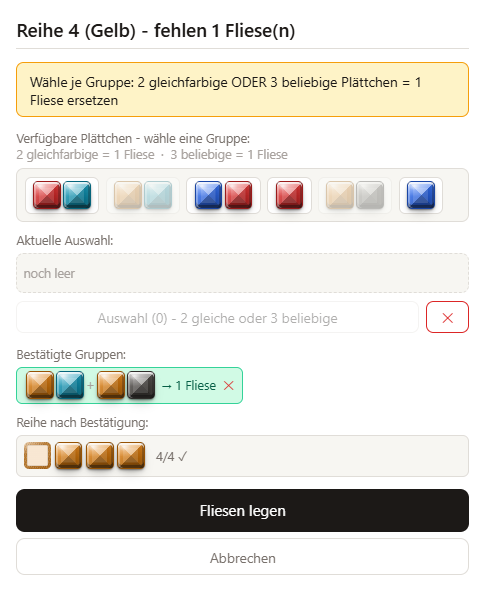 Reihe 4 (Gelb) - fehlen 1 Fliese(n)
Wähle je Gruppe: 2 gleichfarbige ODER 3 beliebige Plättchen = 1
Fliese ersetzen
Verfügbare Plättchen - wähle eine Gruppe:
2 gleichfarbige = 1 Fliese · 3 beliebige = 1 Fliese
Aktuelle Auswahl:
noch leer
Auswahl (0) - 2 gleiche oder 3 beliebige
Bestätigte Gruppen:
+ → 1 Fliese ×
Reihe nach Bestätigung:
4/4 ✓
Fliesen legen
Abbrechen